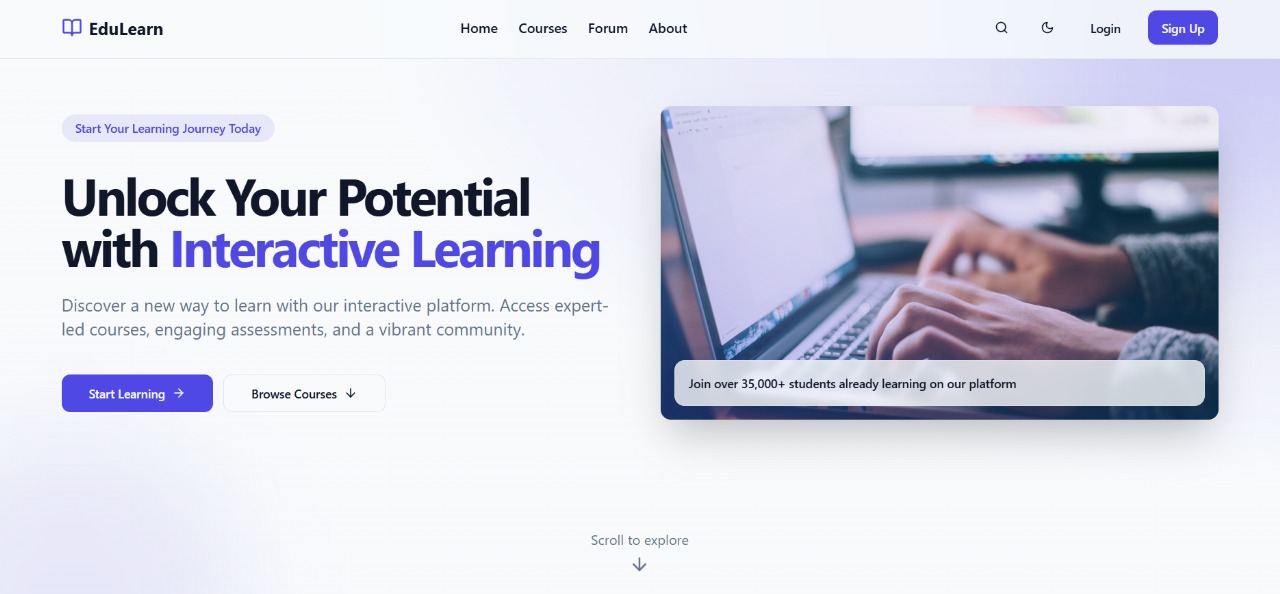 EduLearn
Home
Courses
Forum
About
Login
Sign Up
Start Your Learning Journey Today
Unlock Your Potential
with Interactive Learning
Discover a new way to learn with our interactive platform. Access expert-
led courses, engaging assessments, and a vibrant community.
Start Learning
Browse Courses
Join over 35,000+ students already learning on our platform
Scroll to explore